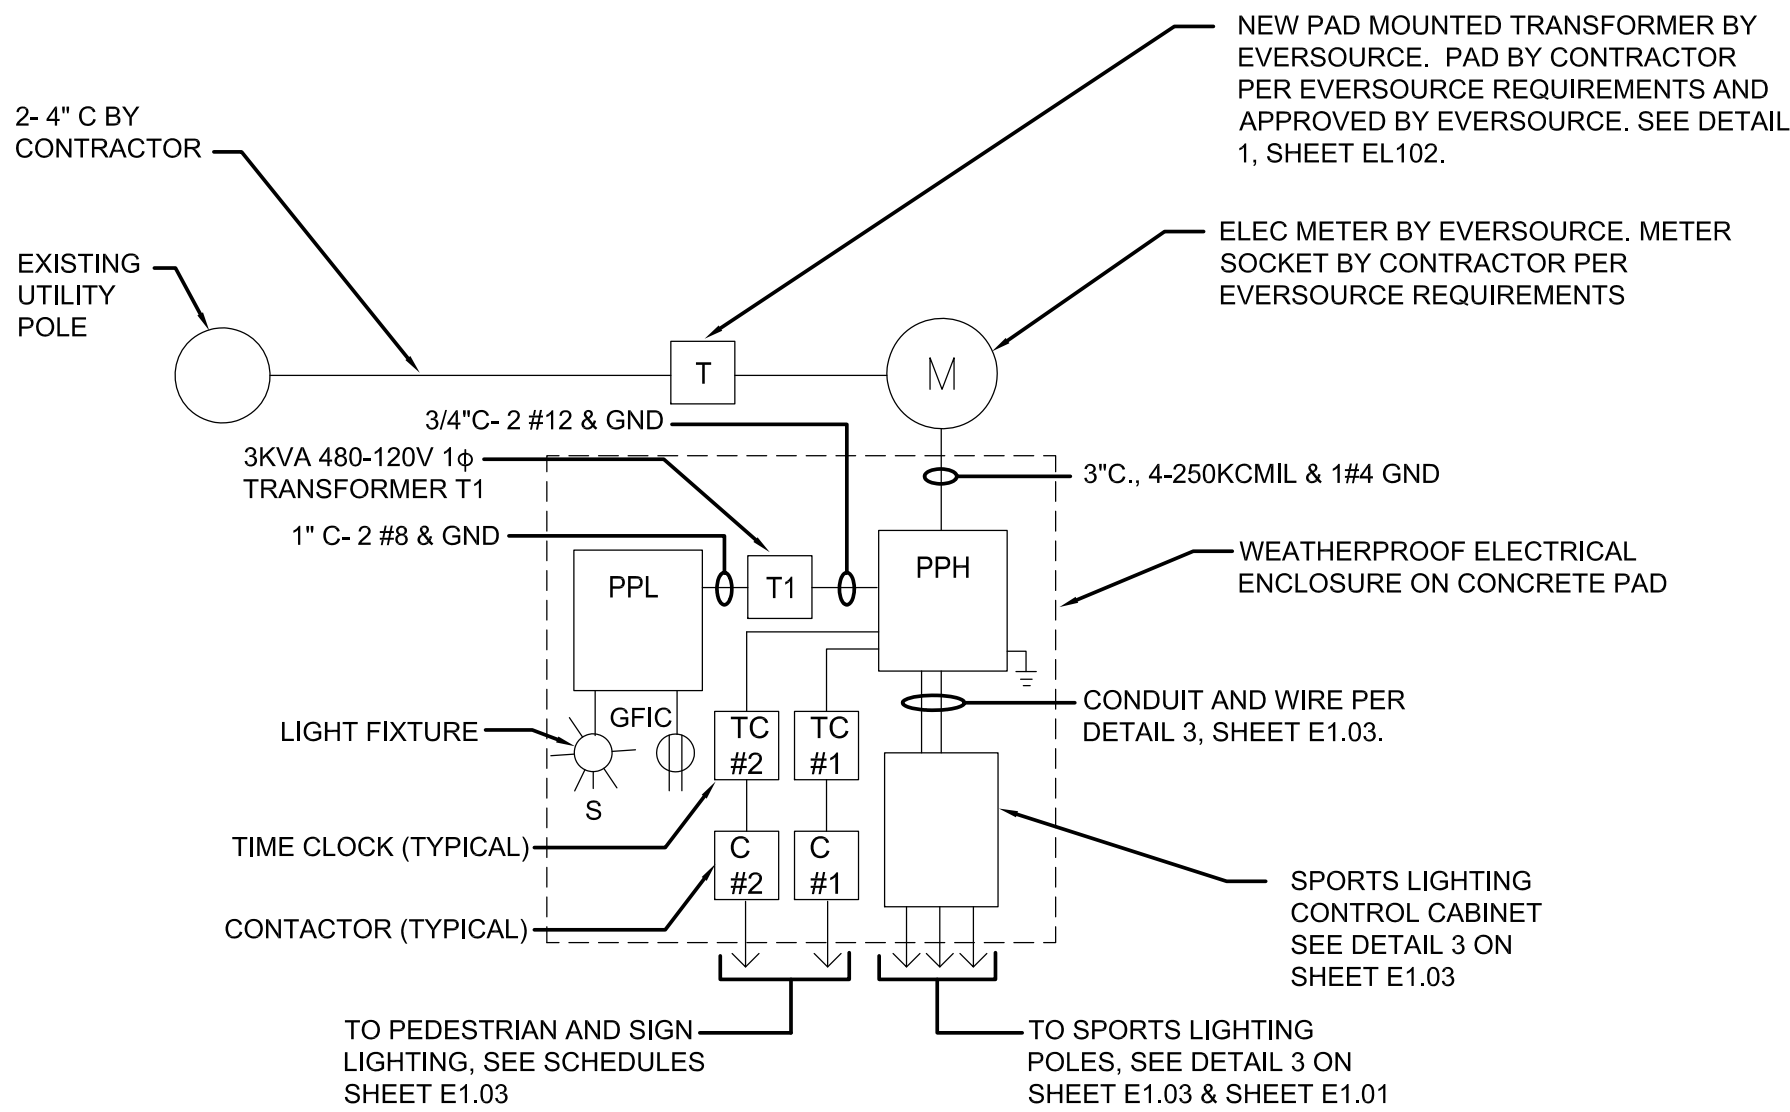 NEW PAD MOUNTED TRANSFORMER BY
EVERSOURCE. PAD BY CONTRACTOR
PER EVERSOURCE REQUIREMENTS AND
APPROVED BY EVERSOURCE. SEE DETAIL
1, SHEET EL102.
2- 4" C BY
CONTRACTOR
ELEC METER BY EVERSOURCE. METER
SOCKET BY CONTRACTOR PER
EVERSOURCE REQUIREMENTS
EXISTING
UTILITY
POLE
T
M
3/4"C- 2 #12 & GND
3KVA 480-120V 1ϕ
TRANSFORMER T1
3"C., 4-250KCMIL & 1#4 GND
1" C- 2 #8 & GND
WEATHERPROOF ELECTRICAL
ENCLOSURE ON CONCRETE PAD
PPL
T1
PPH
CONDUIT AND WIRE PER
DETAIL 3, SHEET E1.03.
LIGHT FIXTURE
GFIC
TC
#2
TC
#1
S
TIME CLOCK (TYPICAL)
C
#2
C
#1
SPORTS LIGHTING
CONTROL CABINET
SEE DETAIL 3 ON
SHEET E1.03
CONTACTOR (TYPICAL)
TO PEDESTRIAN AND SIGN
LIGHTING, SEE SCHEDULES
SHEET E1.03
TO SPORTS LIGHTING
POLES, SEE DETAIL 3 ON
SHEET E1.03 & SHEET E1.01